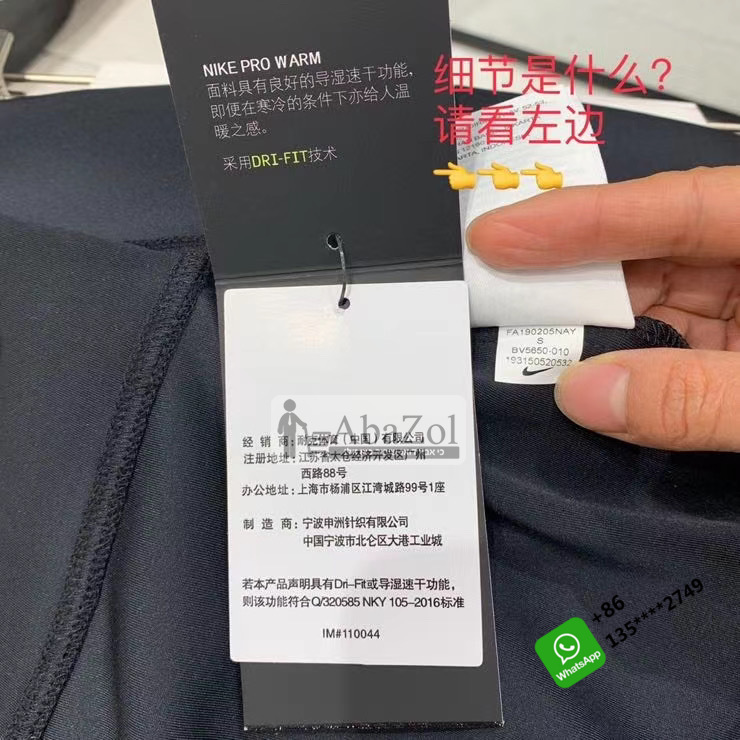 NIKE PRO WARM
面料具有良好的导湿速干功能，
即便在寒冷的条件下亦给人温
暖之感。
采用DRI-FIT技术
细节是什么？
请看左边
FA190205NAY
S
BV5650-010
193150520532
AbaZol
经 销 商：耐克体育（中国）有限公司
注册地址：江苏省太仓经济开发区广州
西路88号
办公地址：上海市杨浦区江湾城路99号1座
制 造 商：宁波申洲针织有限公司
中国宁波市北仑区大港工业城
若本产品声明具有Dri-Fit或导湿速干功能，
则该功能符合Q/320585 NKY 105-2016标准
IM#110044
+86
135****2749
WhatsApp